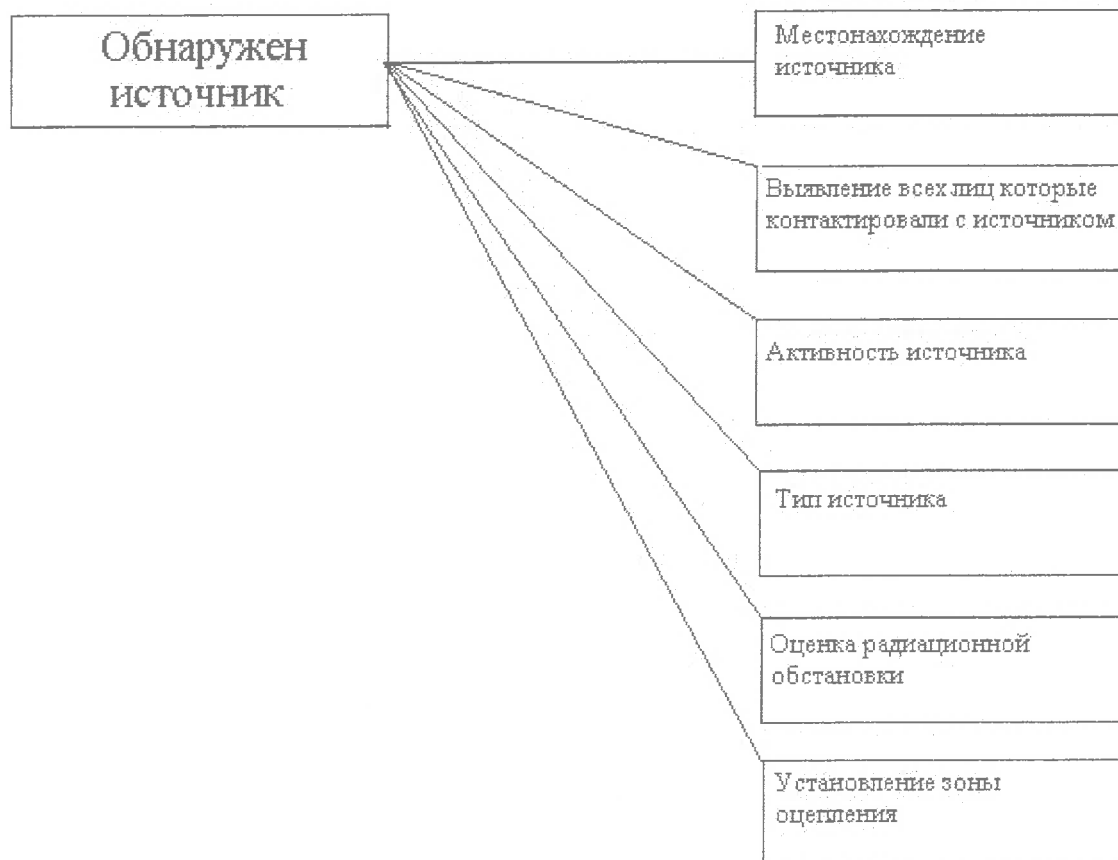 Обнаружен
источник
Местонахождение
источника
Выявление всех лиц которые
контактировали с источником
Активность источника
Тип источника
Оценка радиационной
обстановки
Установление зоны
оцепления